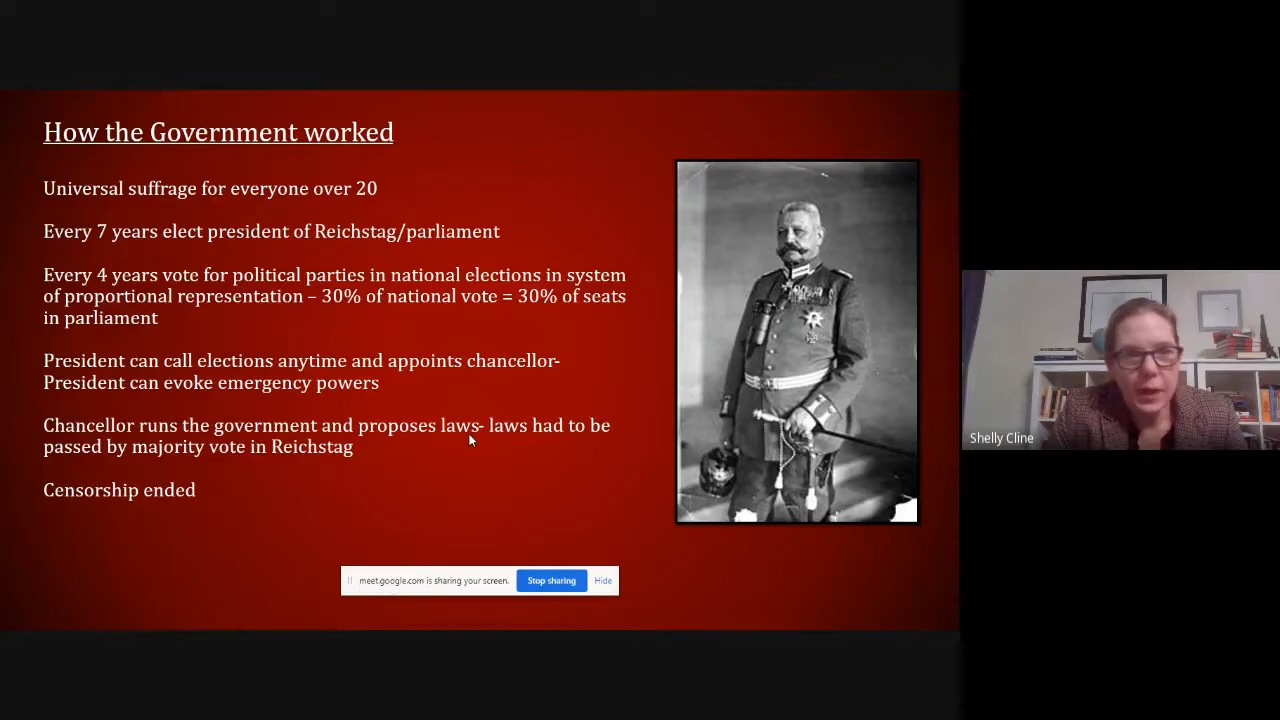 How the Government worked
Universal suffrage for everyone over 20
Every 7 years elect president of Reichstag/parliament
Every 4 years vote for political parties in national elections in system
of proportional representation – 30% of national vote = 30% of seats
in parliament
President can call elections anytime and appoints chancellor-
President can evoke emergency powers
Chancellor runs the government and proposes laws- laws had to be
passed by majority vote in Reichstag
Censorship ended
meet.google.com is sharing your screen. Stop sharing Hide
Shelly Cline